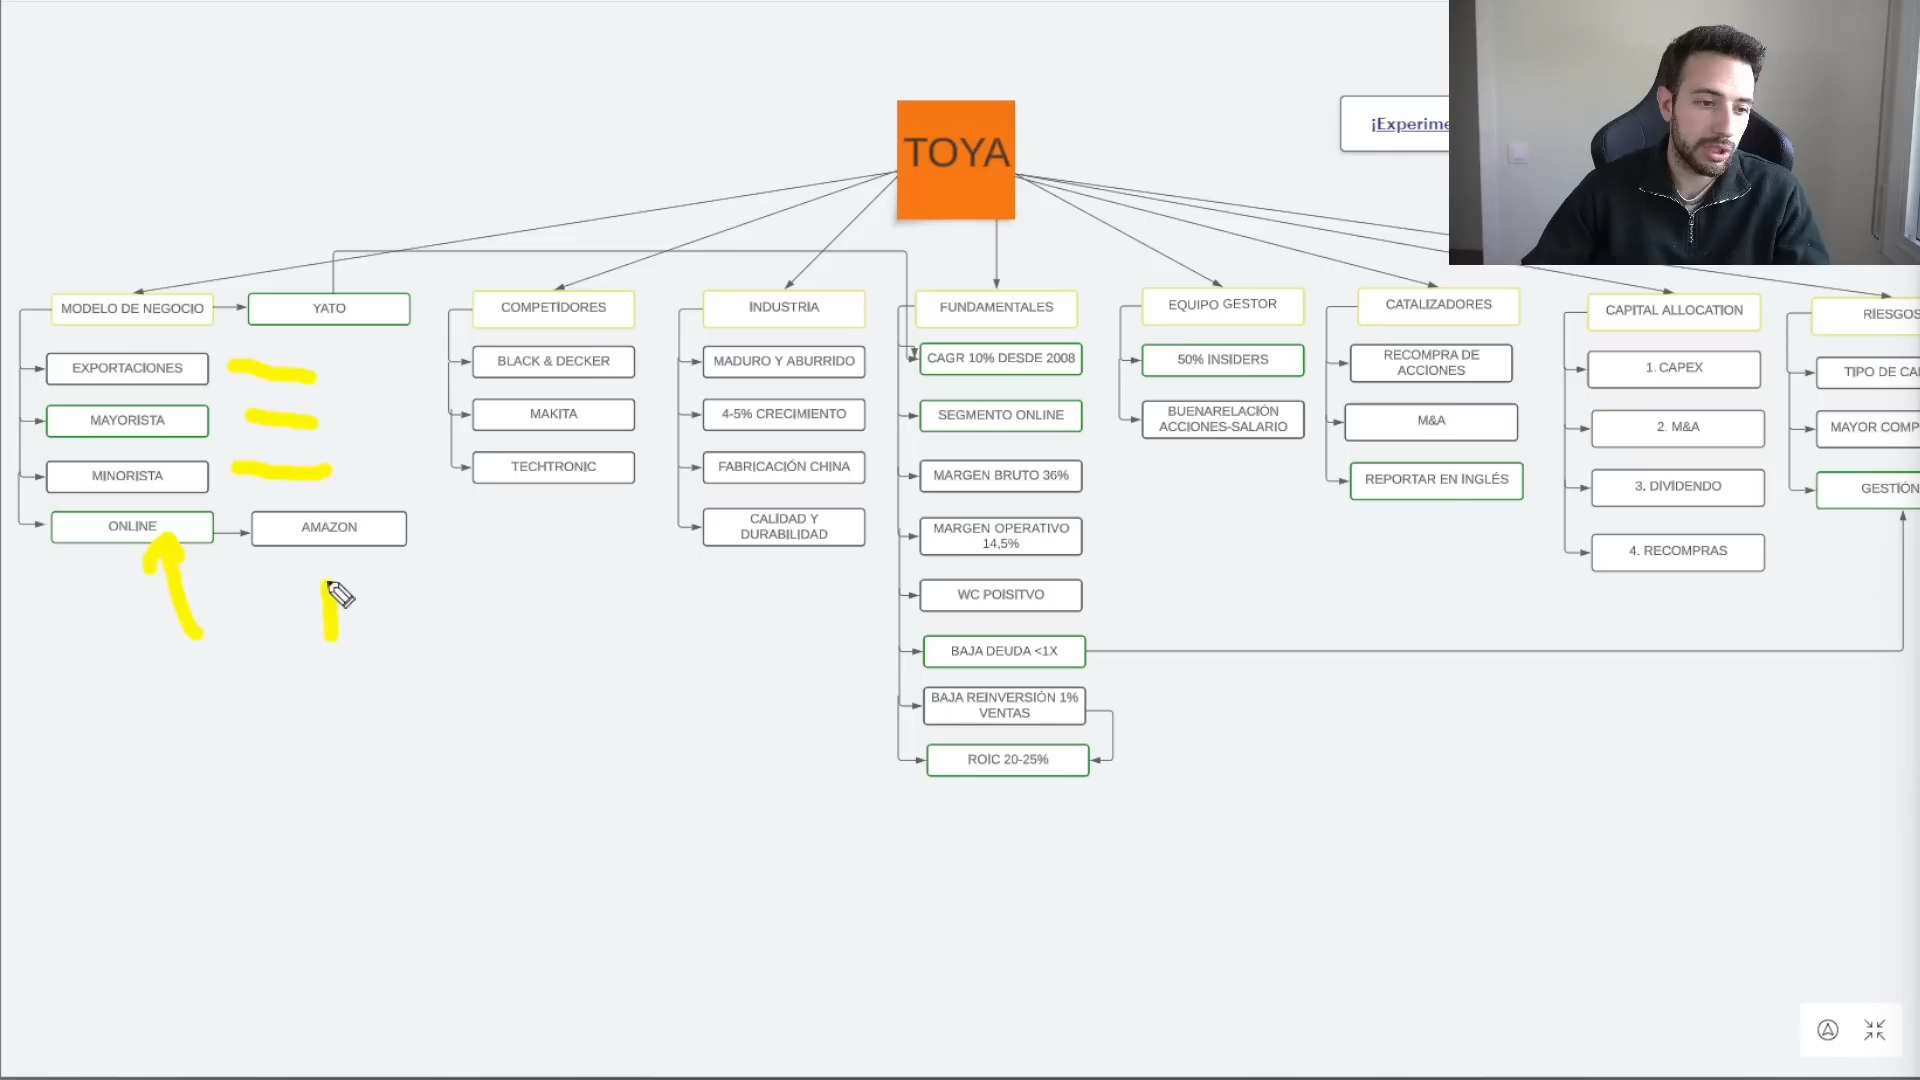 TOYA
¡Experime
MODELO DE NEGOCIO
YATO
EXPORTACIONES
MAYORISTA
MINORISTA
ONLINE
AMAZON
COMPETIDORES
BLACK & DECKER
MAKITA
TECHTRONIC
INDUSTRIA
MADURO Y ABURRIDO
4-5% CRECIMIENTO
FABRICACIÓN CHINA
CALIDAD Y
DURABILIDAD
FUNDAMENTALES
CAGR 10% DESDE 2008
SEGMENTO ONLINE
MARGEN BRUTO 36%
MARGEN OPERATIVO
14,5%
WC POISITVO
BAJA DEUDA <1X
BAJA REINVERSIÓN 1%
VENTAS
ROIC 20-25%
EQUIPO GESTOR
50% INSIDERS
BUENARELACIÓN
ACCIONES-SALARIO
CATALIZADORES
RECOMPRA DE
ACCIONES
M&A
REPORTAR EN INGLÉS
CAPITAL ALLOCATION
1. CAPEX
2. M&A
3. DIVIDENDO
4. RECOMPRAS
RIESGOS
TIPO DE CA
MAYOR COMP
GESTIÓN